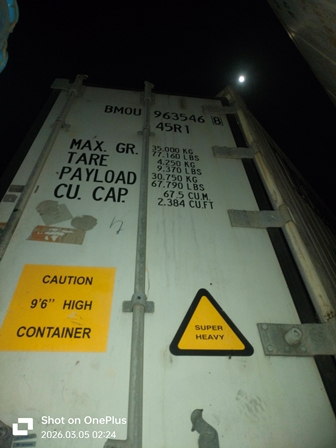 BMOU 963546 8
45R1
MAX. GR. 35.000 KG
77.160 LBS
TARE 4.250 KG
9.370 LBS
PAYLOAD 30.750 KG
67.790 LBS
CU. CAP. 67.5 CU.M
2.384 CU.FT
CAUTION
9'6" HIGH
CONTAINER
SUPER
HEAVY
Shot on OnePlus
2026.03.05 02:24